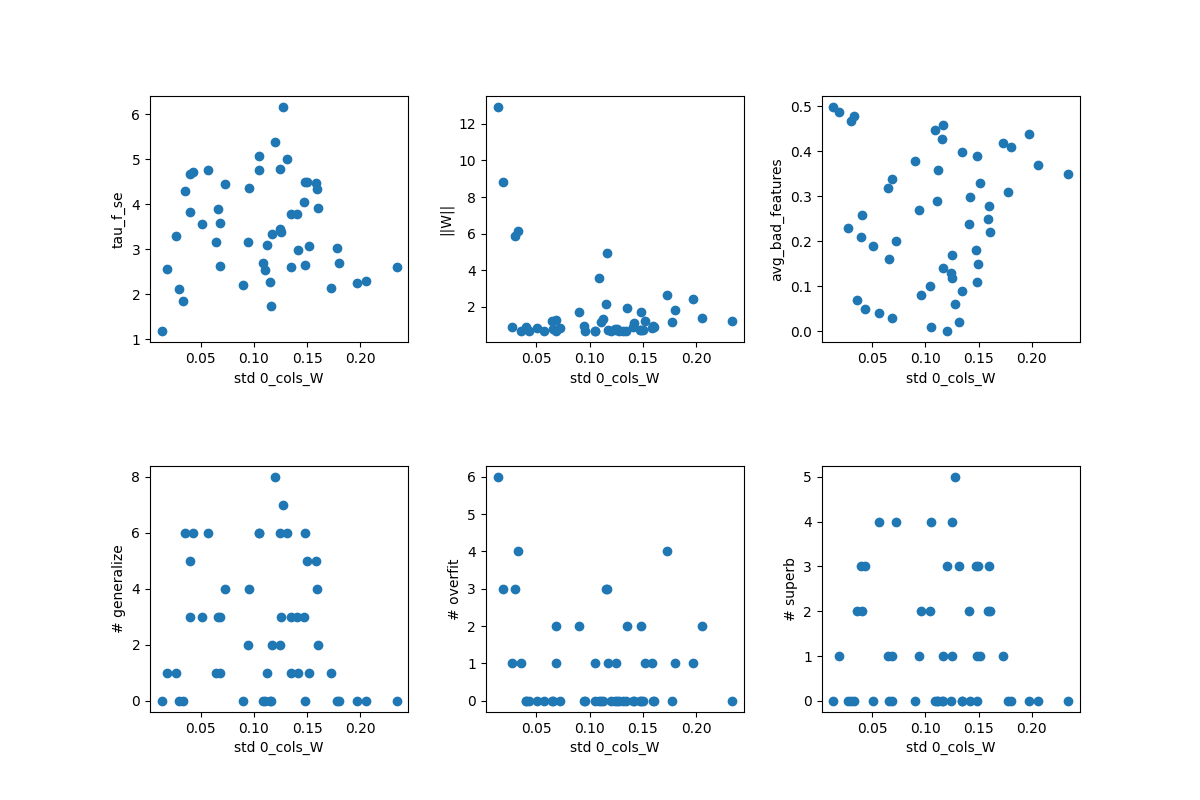 6
5
4
3
2
1
tau_f_se
0.05 0.10 0.15 0.20
std 0_cols_W
12
10
8
6
4
2
||W||
0.05 0.10 0.15 0.20
std 0_cols_W
0.5
0.4
0.3
0.2
0.1
0.0
avg_bad_features
0.05 0.10 0.15 0.20
std 0_cols_W
8
6
4
2
0
# generalize
0.05 0.10 0.15 0.20
std 0_cols_W
6
5
4
3
2
1
0
# overfit
0.05 0.10 0.15 0.20
std 0_cols_W
5
4
3
2
1
0
# superb
0.05 0.10 0.15 0.20
std 0_cols_W